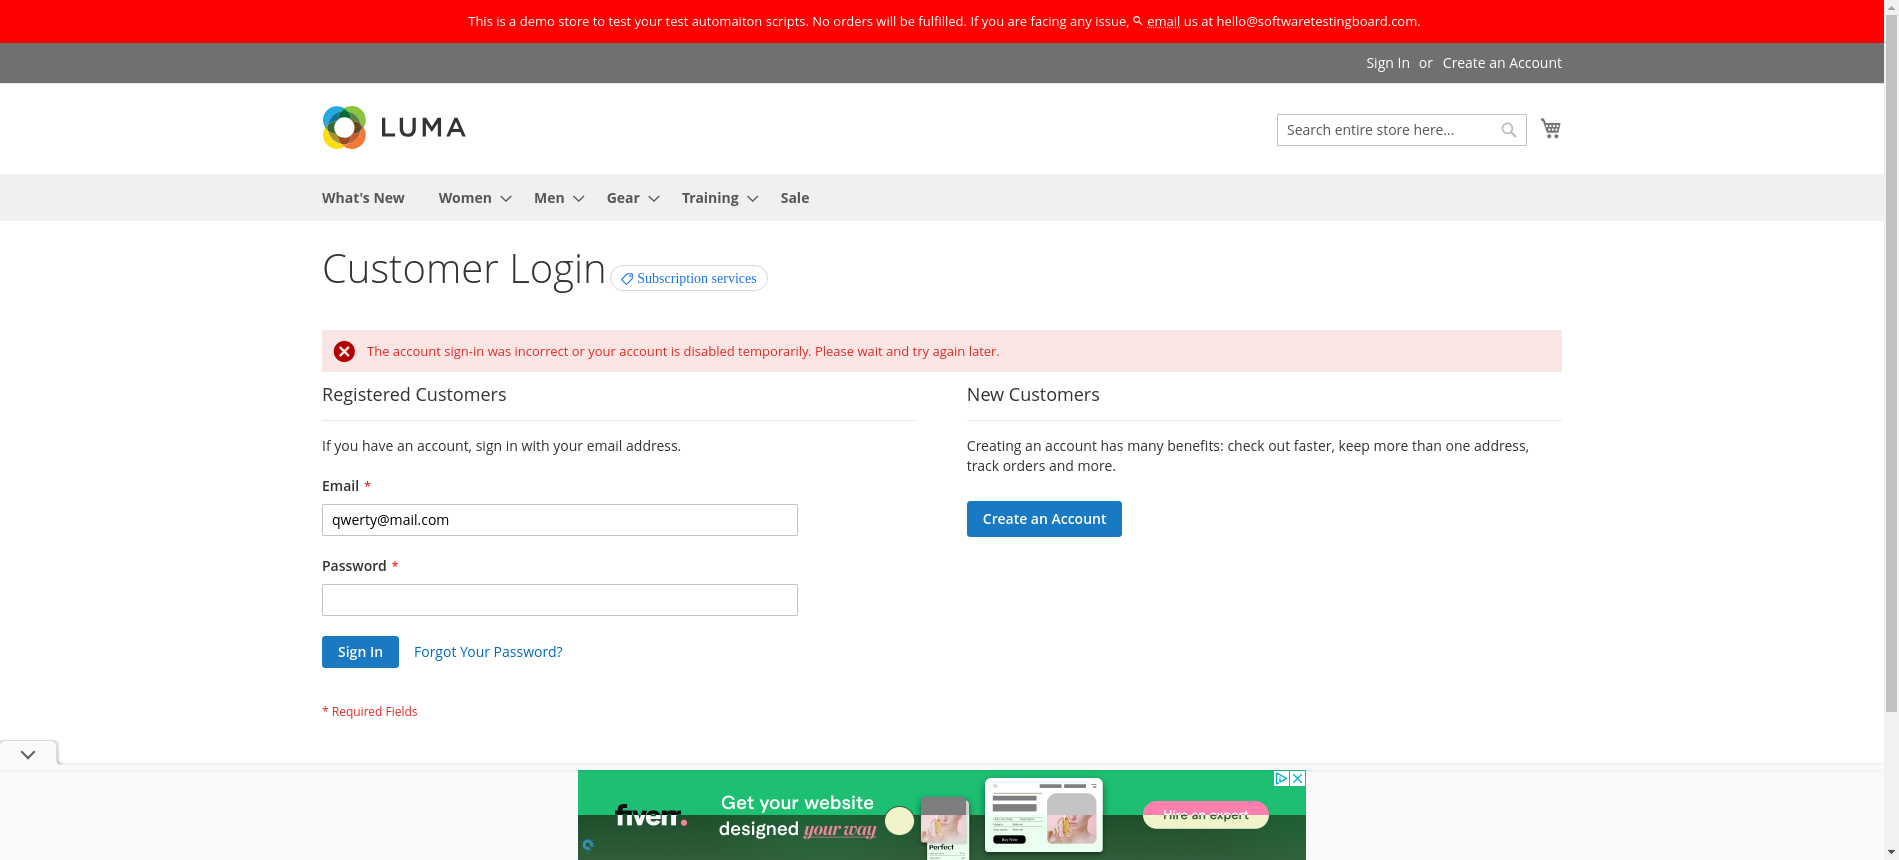 This is a demo store to test your test automaiton scripts. No orders will be fulfilled. If you are facing any issue, email us at hello@softwaretestingboard.com.
Sign In or Create an Account
LUMA
Search entire store here...
What's New Women Men Gear Training Sale
Customer Login Subscription services
The account sign-in was incorrect or your account is disabled temporarily. Please wait and try again later.
Registered Customers
If you have an account, sign in with your email address.
Email *
qwerty@mail.com
Password *
Sign In Forgot Your Password?
* Required Fields
New Customers
Creating an account has many benefits: check out faster, keep more than one address,
track orders and more.
Create an Account
fiverr.
Get your website
designed your way
Perfect
Buy Now
Hire an expert